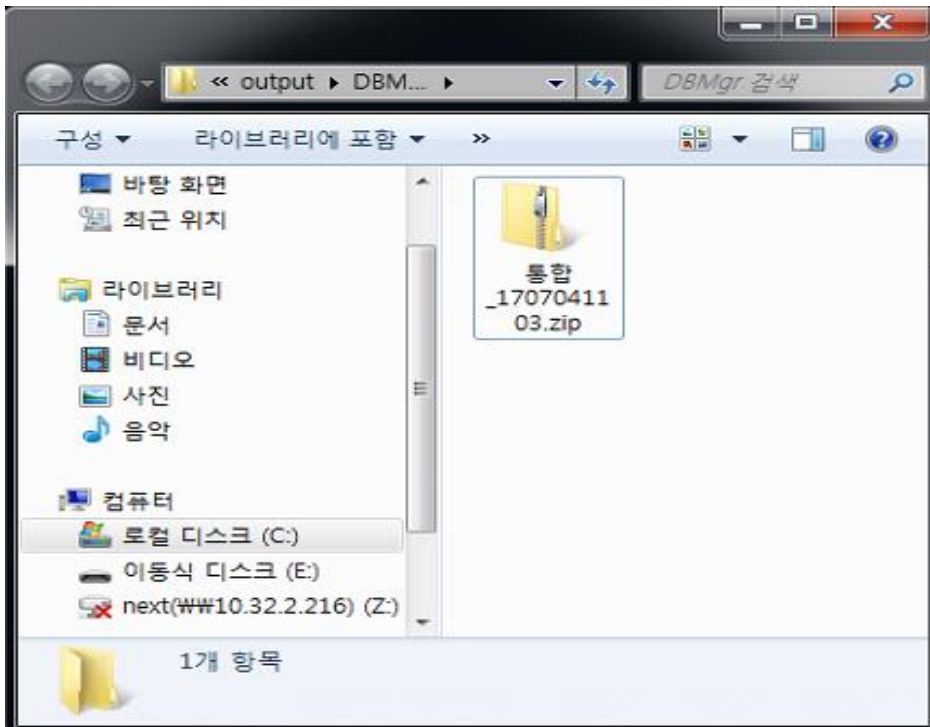 « output ▸ DBM... ▸
DBMgr 검색
구성 ▼ 라이브러리에 포함 ▼ »
바탕 화면
최근 위치
라이브러리
문서
비디오
사진
음악
컴퓨터
로컬 디스크 (C:)
이동식 디스크 (E:)
next(₩₩10.32.2.216) (Z:)
통합
_17070411
03.zip
1개 항목